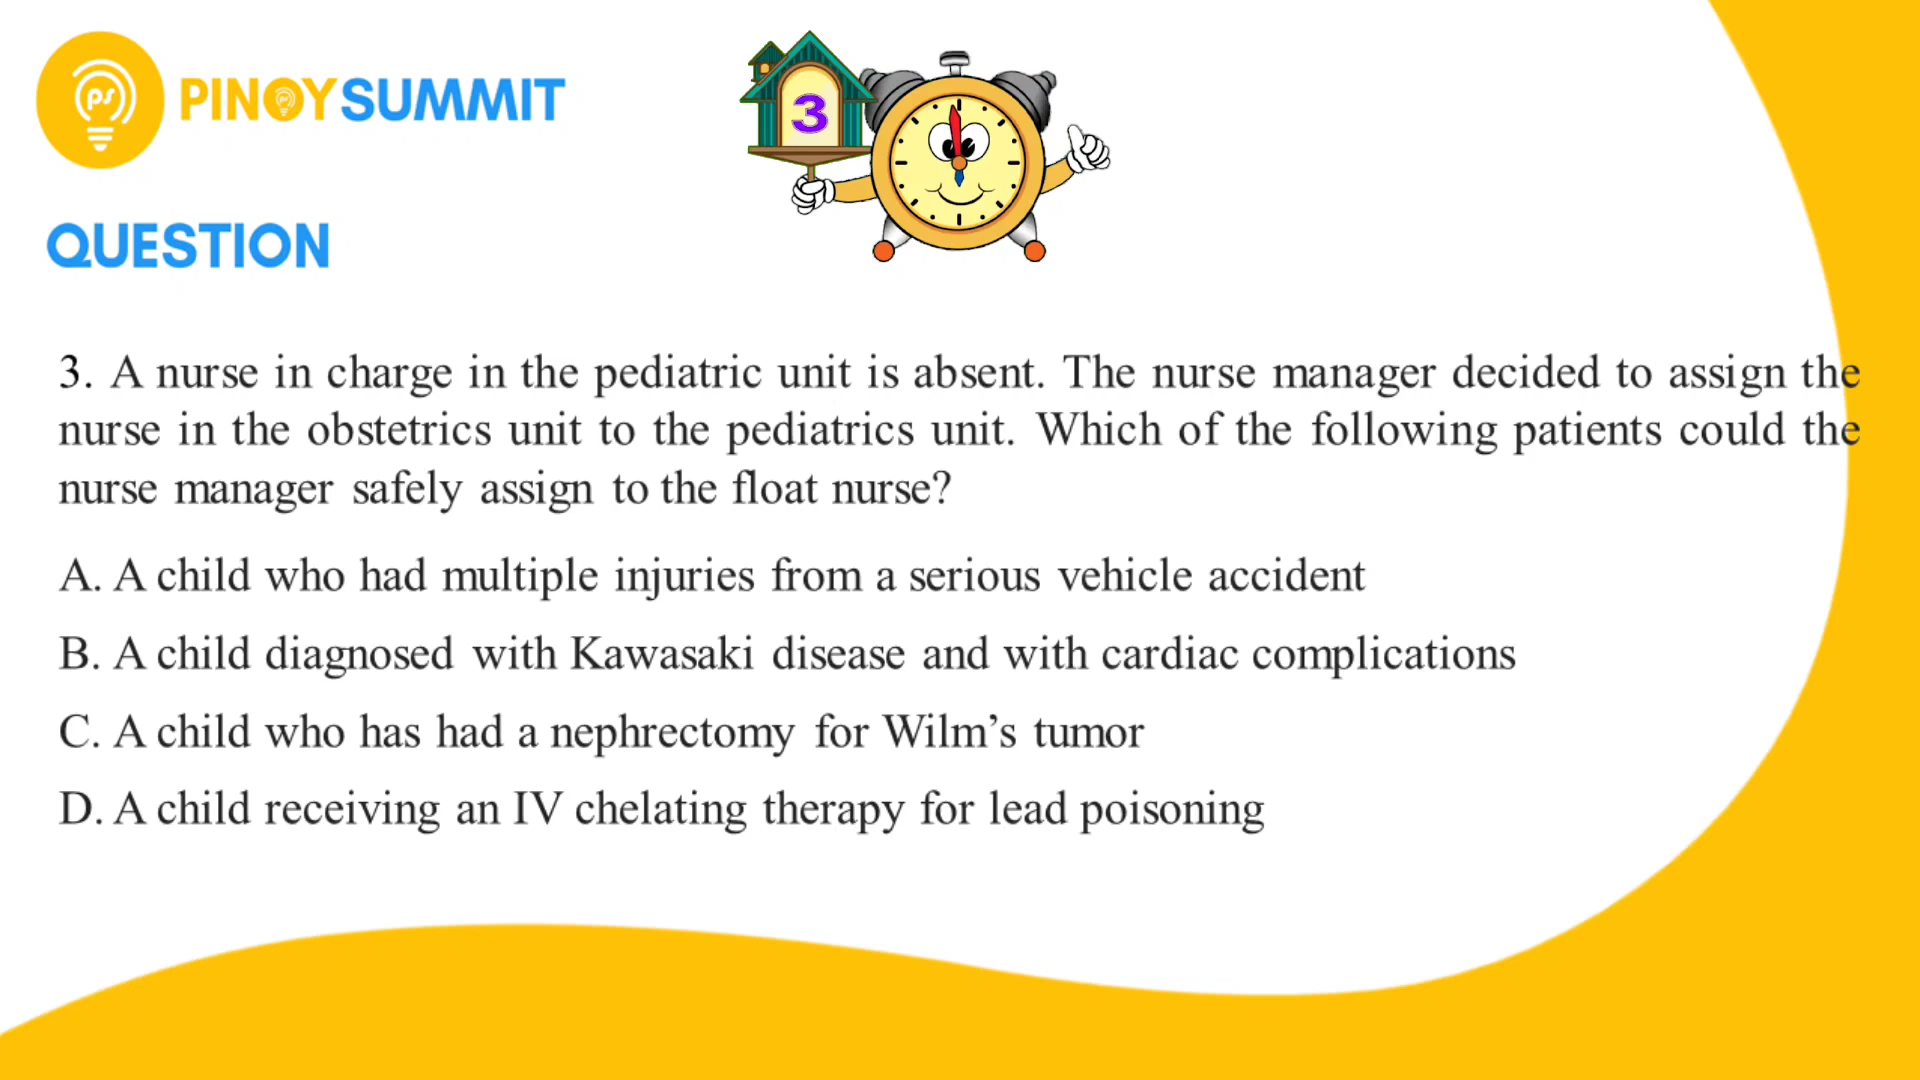 ps PINOY SUMMIT
3
QUESTION
3. A nurse in charge in the pediatric unit is absent. The nurse manager decided to assign the
nurse in the obstetrics unit to the pediatrics unit. Which of the following patients could the
nurse manager safely assign to the float nurse?
A. A child who had multiple injuries from a serious vehicle accident
B. A child diagnosed with Kawasaki disease and with cardiac complications
C. A child who has had a nephrectomy for Wilm’s tumor
D. A child receiving an IV chelating therapy for lead poisoning